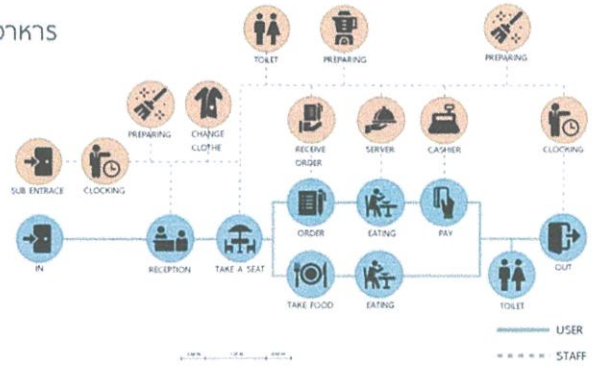 อาหาร
TOILET
PREPARING
PREPARING
PREPARING
CHANGE
CLOTHE
RECEIVE
ORDER
SERVER
CASHIER
CLOCKING
SUB ENTRACE
CLOCKING
IN
RECEPTION
TAKE A SEAT
ORDER
EATING
PAY
TAKE FOOD
EATING
TOILET
OUT
USER
STAFF